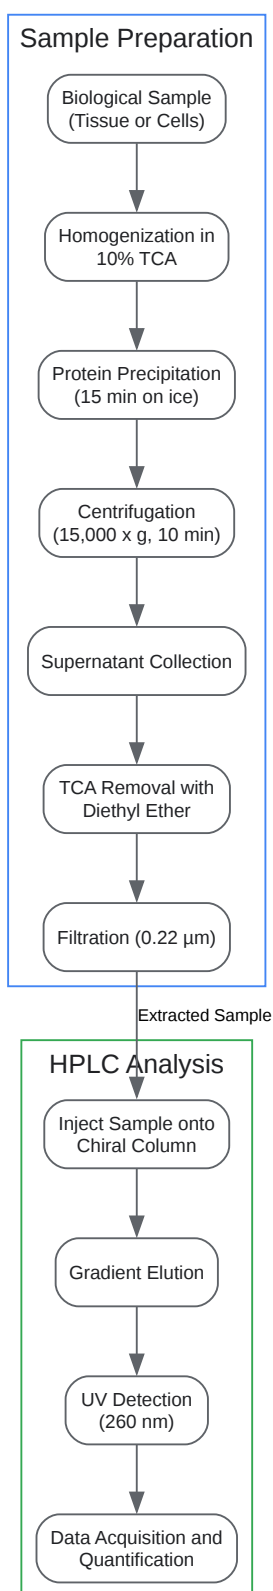 Sample Preparation
Biological Sample
(Tissue or Cells)
Homogenization in
10% TCA
Protein Precipitation
(15 min on ice)
Centrifugation
(15,000 x g, 10 min)
Supernatant Collection
TCA Removal with
Diethyl Ether
Filtration (0.22 µm)
Extracted Sample
HPLC Analysis
Inject Sample onto
Chiral Column
Gradient Elution
UV Detection
(260 nm)
Data Acquisition and
Quantification